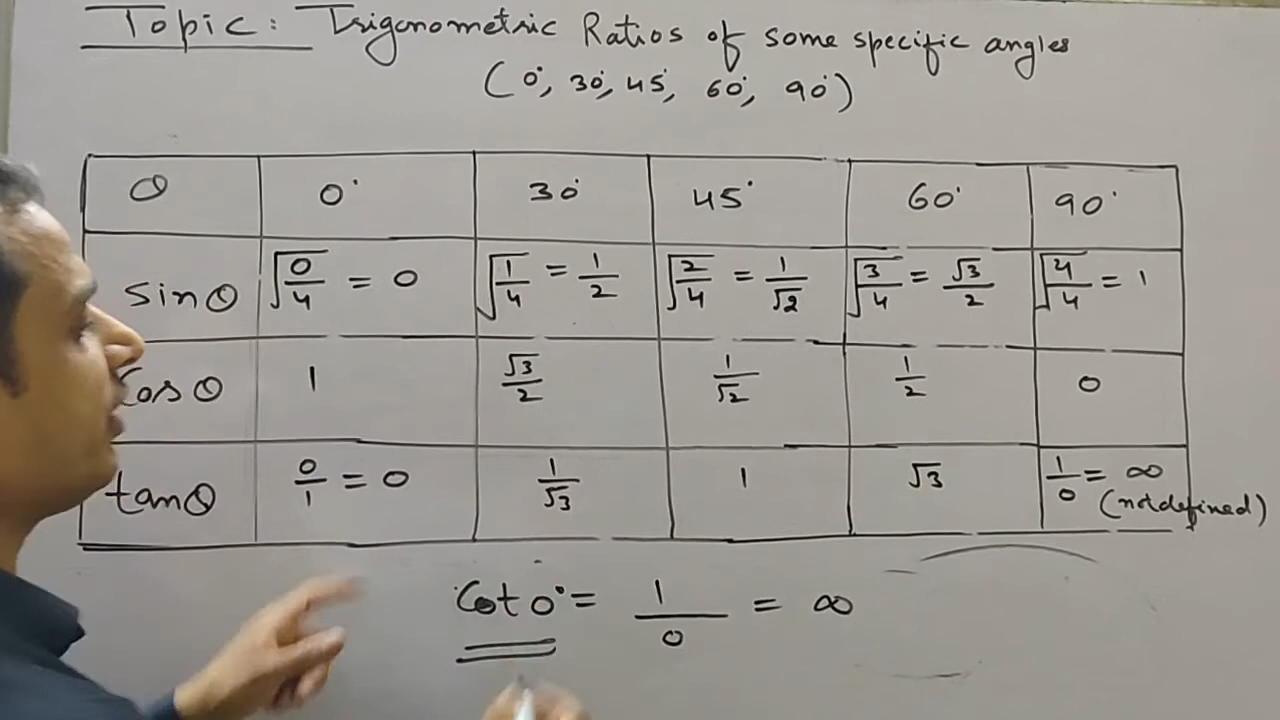 Topic: Trigonometric Ratios of some specific angles
(0°, 30°, 45°, 60°, 90°)
θ 0° 30° 45° 60° 90°
sinθ √(0/4) = 0 √(1/4) = 1/2 √(2/4) = 1/√2 √(3/4) = √3/2 √(4/4) = 1
Cosθ 1 √3/2 1/√2 1/2 0
tanθ 0/1 = 0 1/√3 1 √3 1/0 = ∞
(not defined)
Cot 0° = 1/0 = ∞